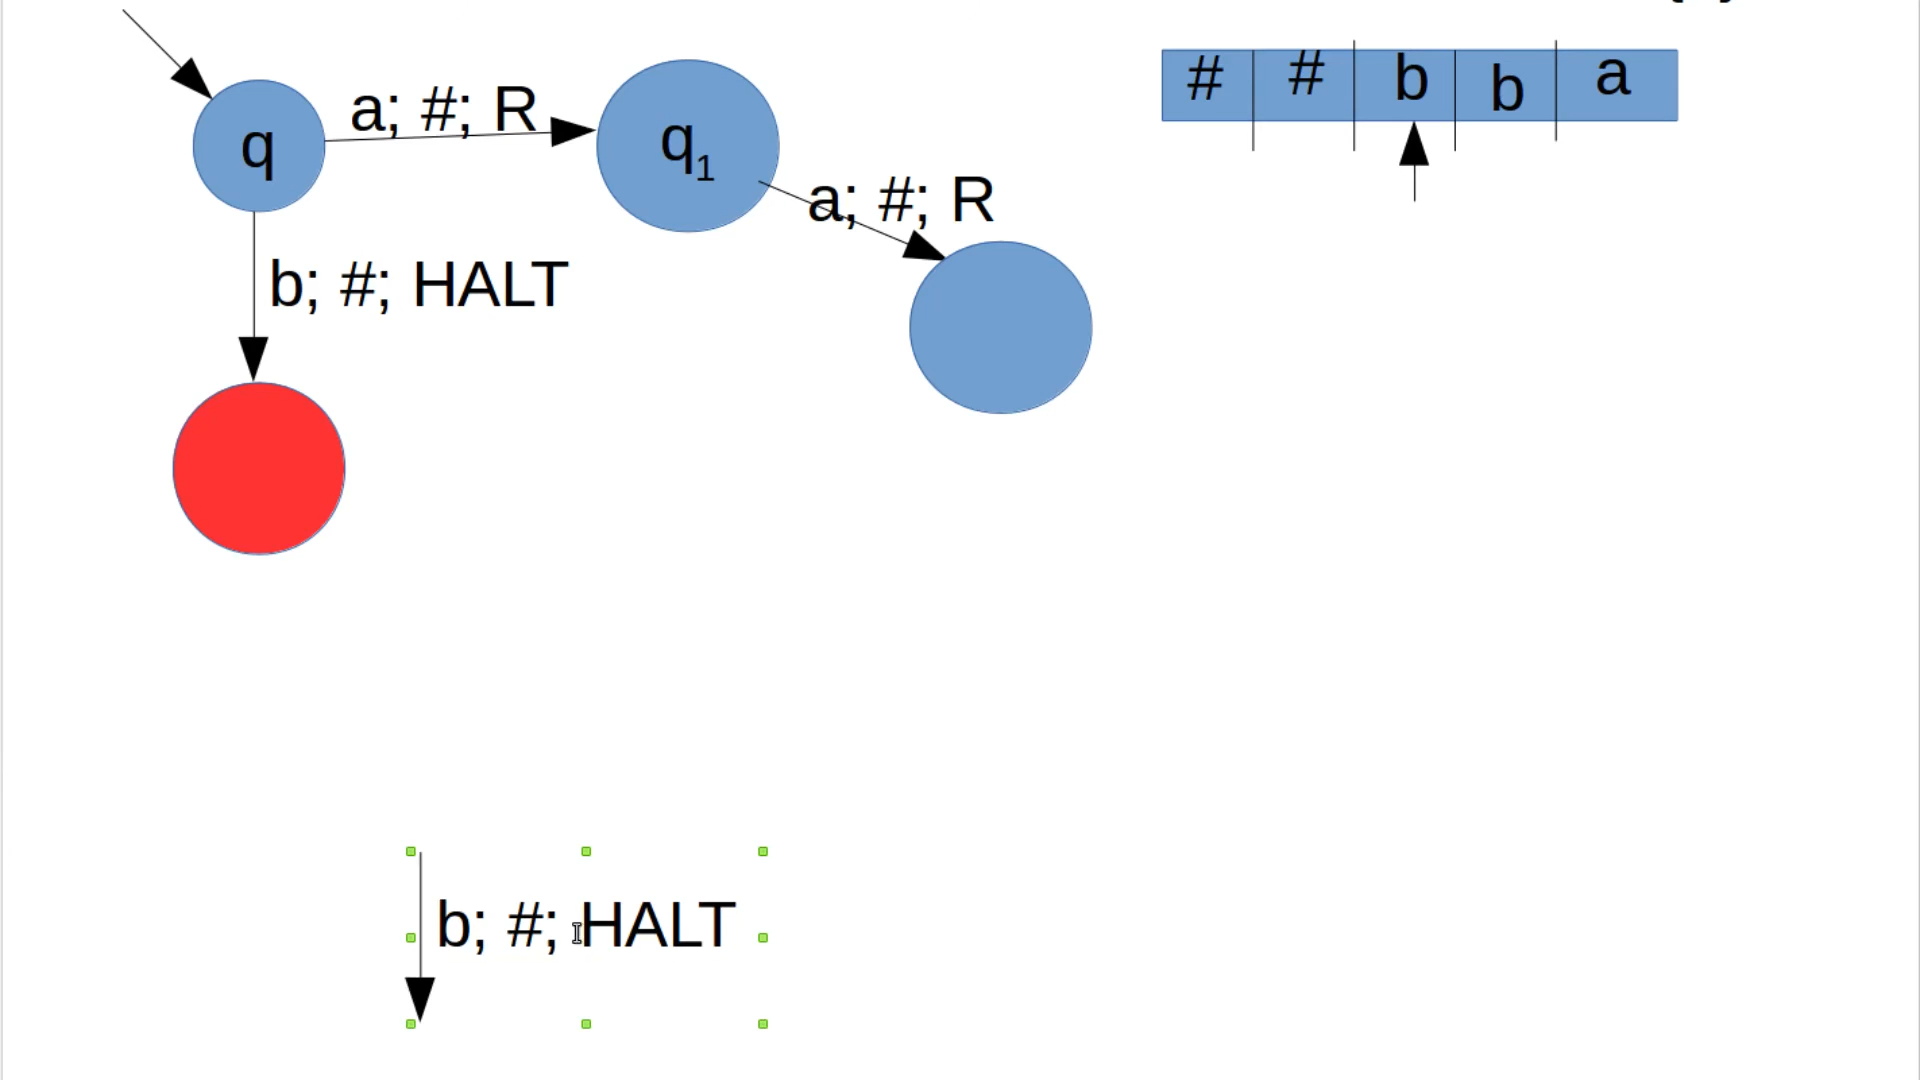 q
a; #; R
q₁
a; #; R
b; #; HALT
# # b b a
b; #; HALT